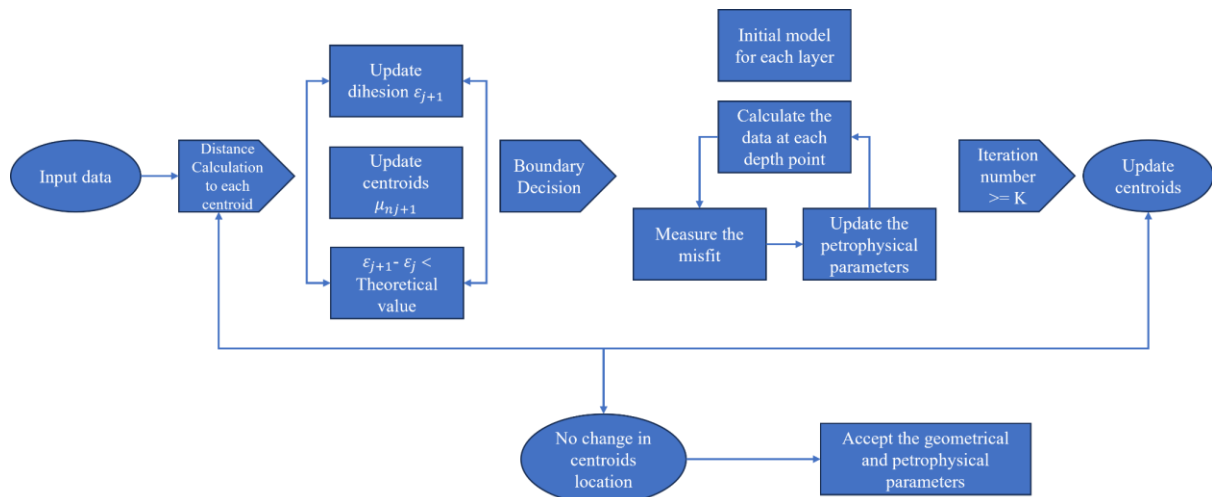 Input data
Distance
Calculation
to each
centroid
Update
dihesion ε_{j+1}
Update
centroids
μ_{nj+1}
ε_{j+1}- ε_j <
Theoretical
value
Boundary
Decision
Initial model
for each layer
Calculate the
data at each
depth point
Measure the
misfit
Update the
petrophysical
parameters
Iteration
number
>= K
Update
centroids
No change in
centroids
location
Accept the geometrical
and petrophysical
parameters